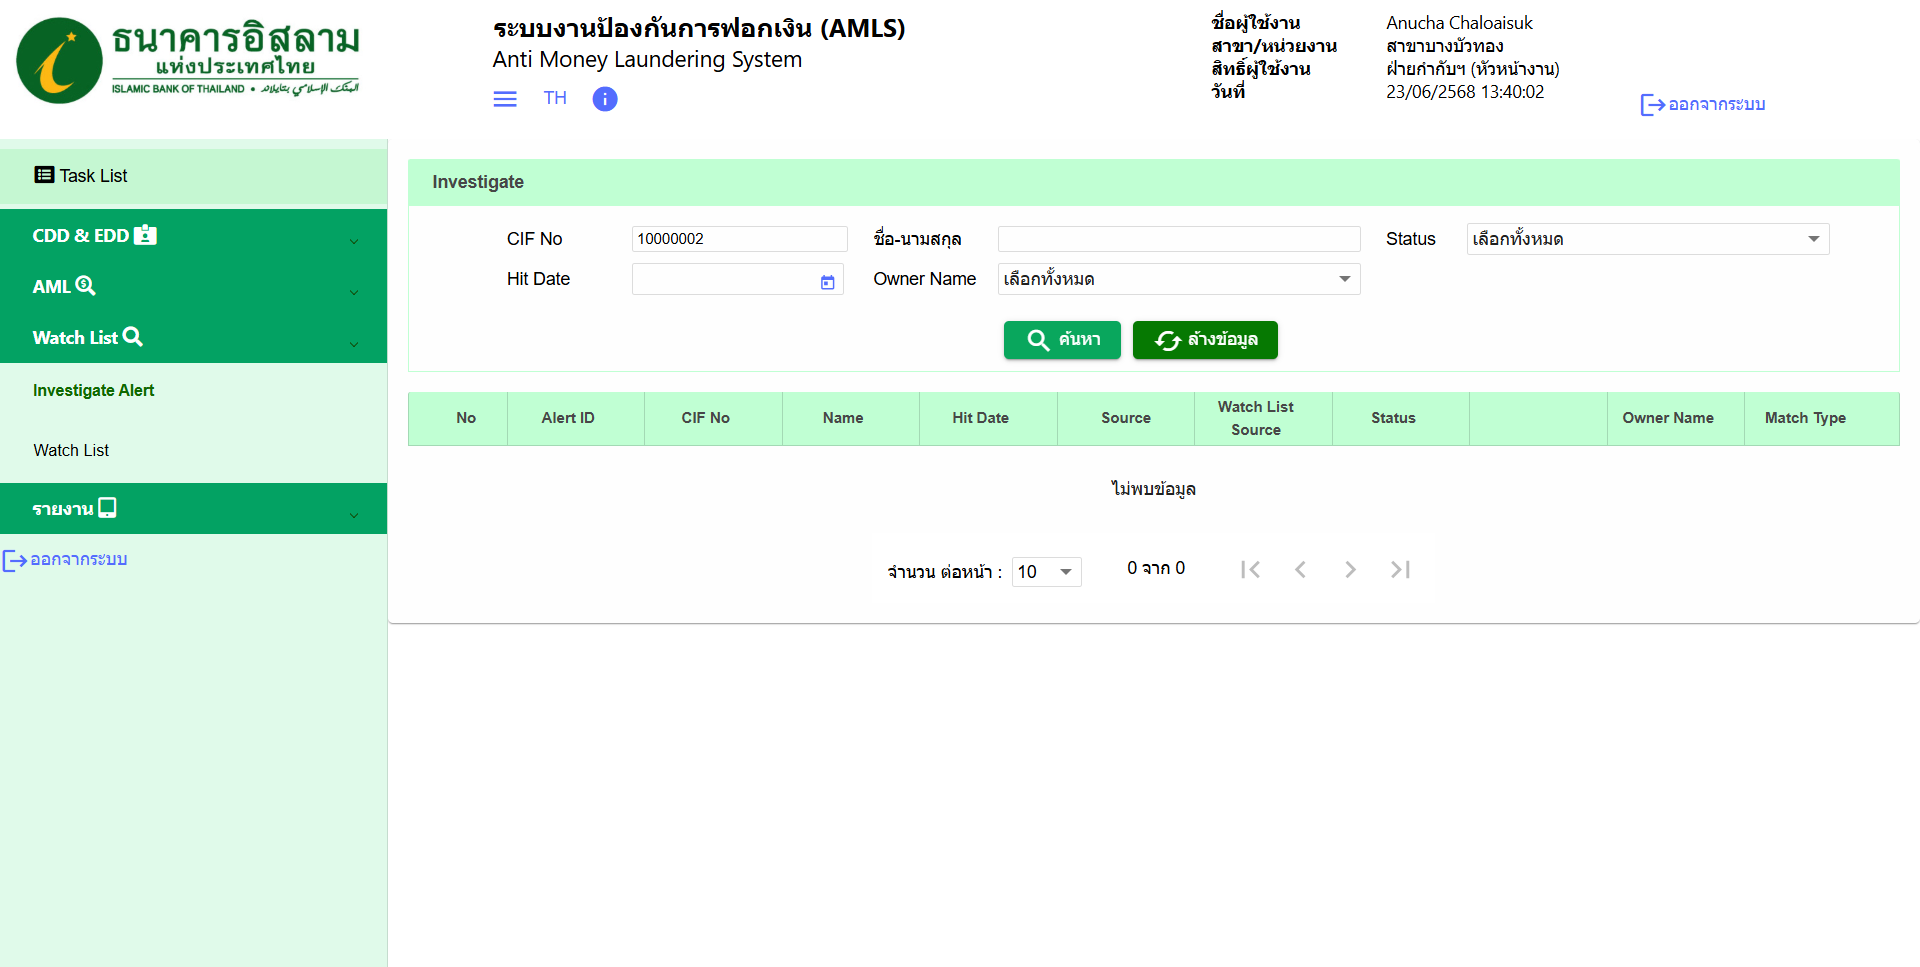 ธนาคารอิสลาม
แห่งประเทศไทย
ISLAMIC BANK OF THAILAND •
ระบบงานป้องกันการฟอกเงิน (AMLS)
Anti Money Laundering System
TH
ชื่อผู้ใช้งาน Anucha Chaloaisuk
สาขา/หน่วยงาน สาขาบางบัวทอง
สิทธิ์ผู้ใช้งาน ฝ่ายกำกับฯ (หัวหน้างาน)
วันที่ 23/06/2568 13:40:02
ออกจากระบบ
Task List
CDD & EDD
AML
Watch List
Investigate Alert
Watch List
รายงาน
ออกจากระบบ
Investigate
CIF No 10000002 ชื่อ-นามสกุล Status เลือกทั้งหมด
Hit Date Owner Name เลือกทั้งหมด
ค้นหา ล้างข้อมูล
No Alert ID CIF No Name Hit Date Source Watch List Source Status Owner Name Match Type
ไม่พบข้อมูล
จำนวน ต่อหน้า : 10 0 จาก 0